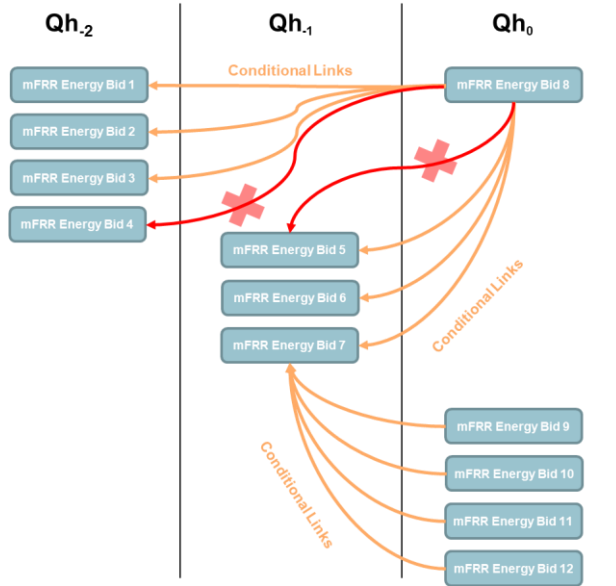 Qh-2
Qh-1
Qh0
Conditional Links
mFRR Energy Bid 1
mFRR Energy Bid 8
mFRR Energy Bid 2
mFRR Energy Bid 3
mFRR Energy Bid 4
mFRR Energy Bid 5
mFRR Energy Bid 6
mFRR Energy Bid 7
Conditional Links
mFRR Energy Bid 9
mFRR Energy Bid 10
mFRR Energy Bid 11
mFRR Energy Bid 12
Conditional Links